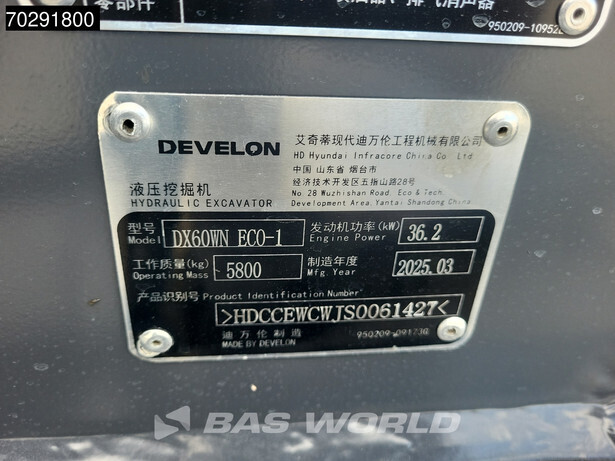 70291800
零部件
950209-10952
DEVELON
艾奇蒂现代迪万伦工程机械有限公司
HD Hyundai Infracore China Co., Ltd
中国 山东省 烟台市
经济技术开发区五指山路28号
No. 28 Wuzhishan Road, Eco & Tech.
Development Area, Yantai Shandong China
液压挖掘机
HYDRAULIC EXCAVATOR
型号
Model
DX60WN ECO-1
发动机功率(kW)
Engine Power
36.2
工作质量(kg)
Operating Mass
5800
制造年度
Mfg. Year
2025.03
产品识别号 Product Identification Number
>HDCCEWCWJS0061427<
迪万伦制造
MADE BY DEVELON
950209-09173G
BAS WORLD